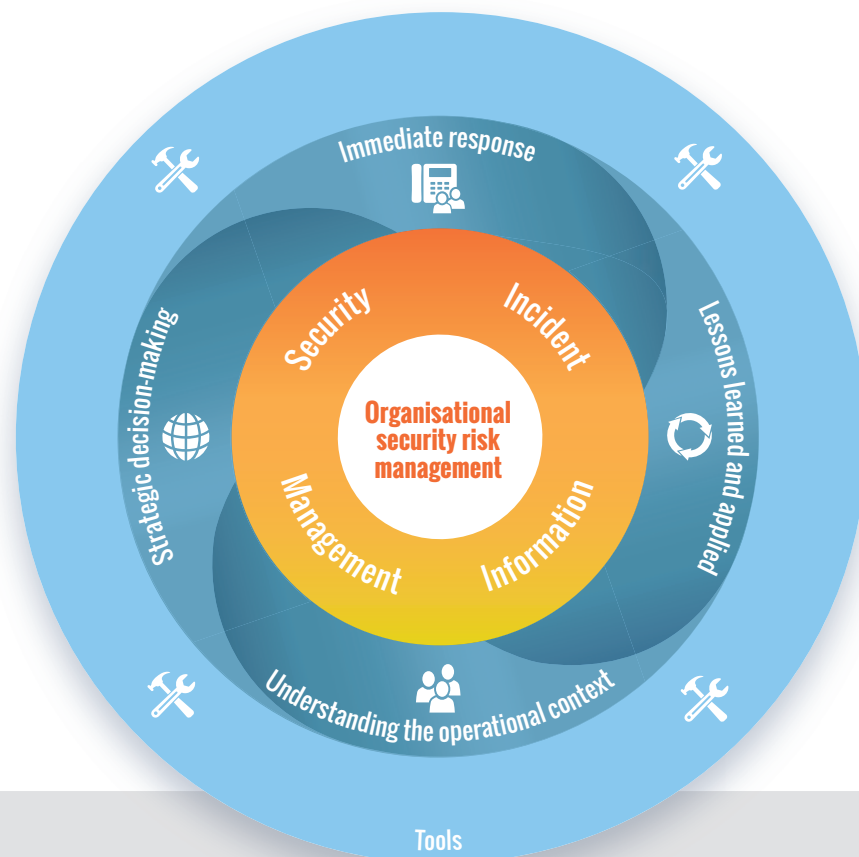 Immediate response
Security
Incident
Strategic decision-making
Lessons learned and applied
Organisational
security risk
management
Management
Information
Understanding the operational context
Tools